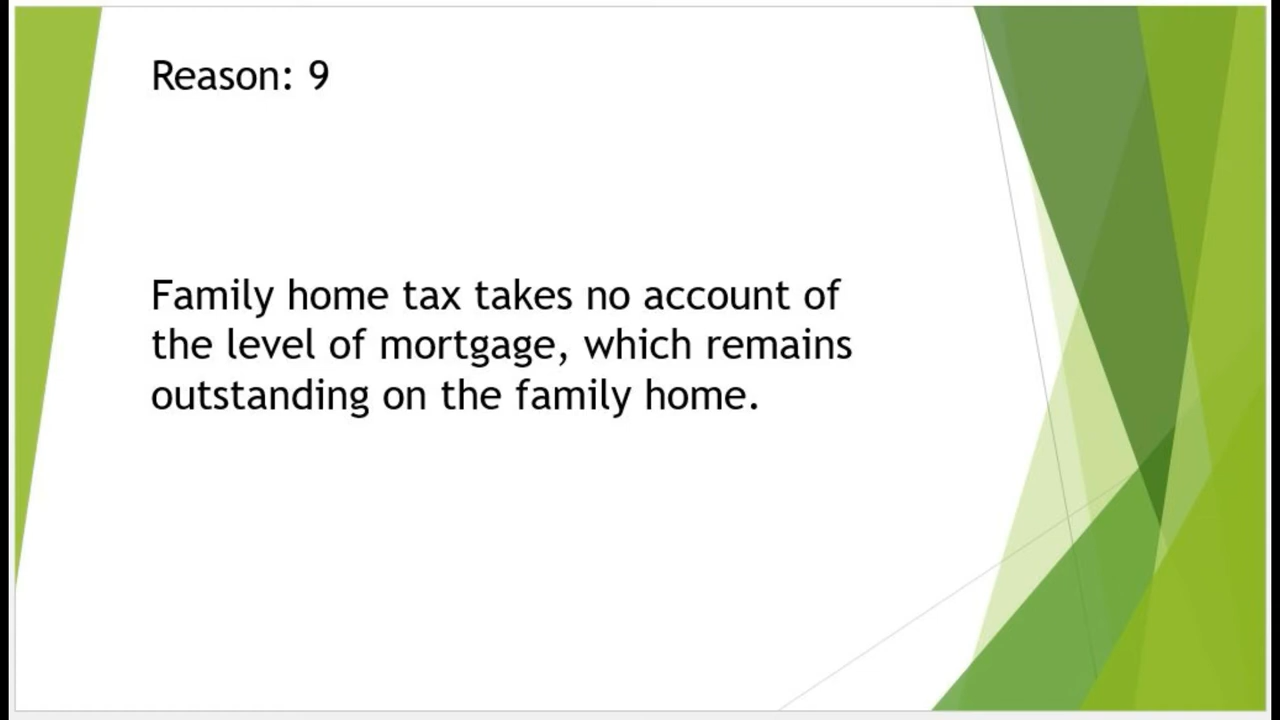 Reason: 9
Family home tax takes no account of
the level of mortgage, which remains
outstanding on the family home.